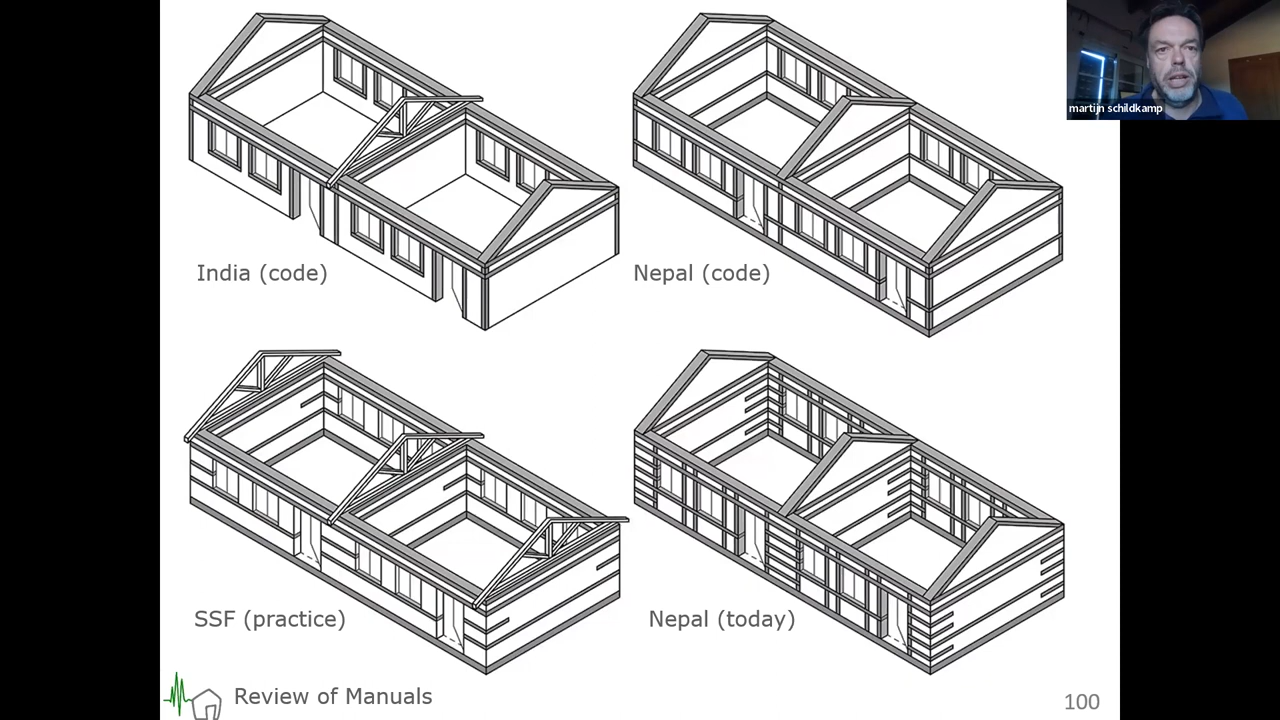 martijn schildkamp
India (code)
Nepal (code)
SSF (practice)
Nepal (today)
Review of Manuals
100